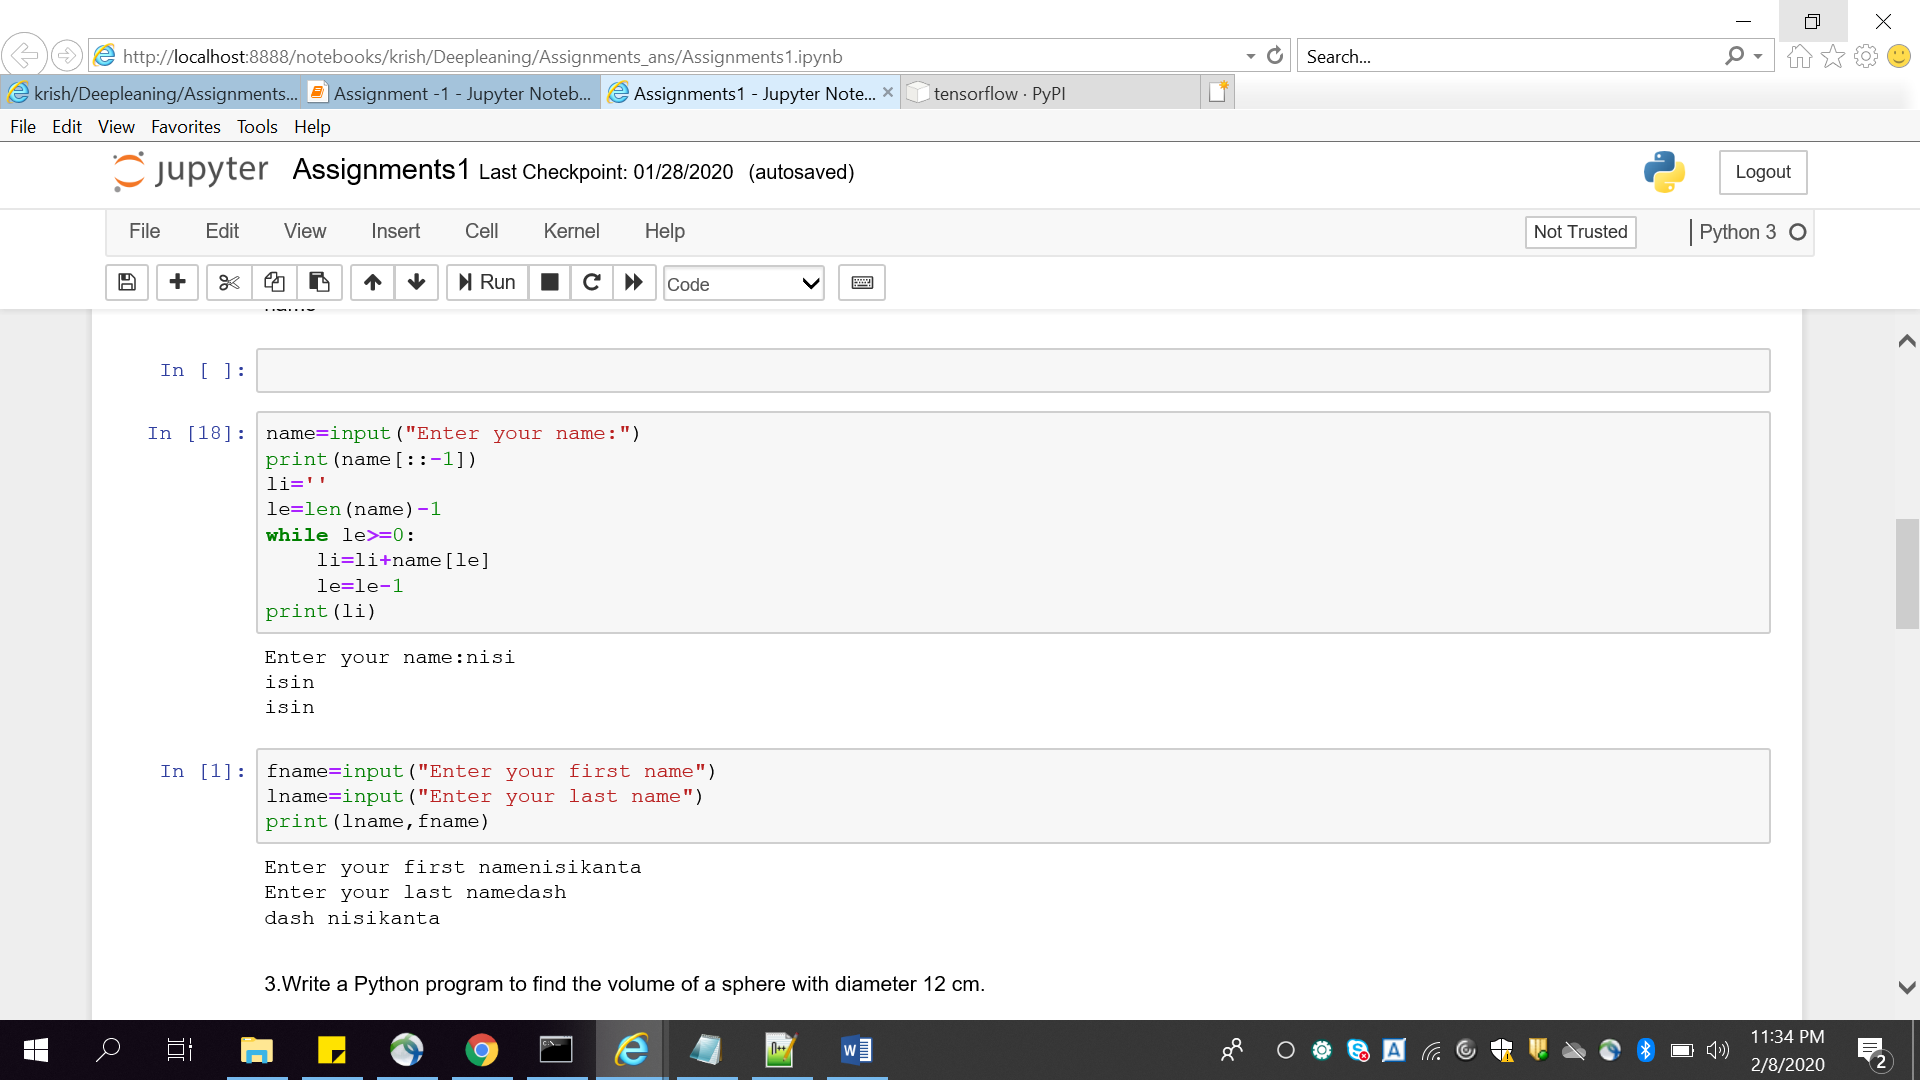 http://localhost:8888/notebooks/krish/Deepleaning/Assignments_ans/Assignments1.ipynb
Search...
krish/Deepleaning/Assignments...
Assignment -1 - Jupyter Noteb...
Assignments1 - Jupyter Note...
tensorflow · PyPI
File Edit View Favorites Tools Help
jupyter Assignments1 Last Checkpoint: 01/28/2020 (autosaved)
Logout
File Edit View Insert Cell Kernel Help
Not Trusted
Python 3
Run
Code
In [ ]:
In [18]:
name=input("Enter your name:")
print(name[::-1])
li=''
le=len(name)-1
while le>=0:
    li=li+name[le]
    le=le-1
print(li)
Enter your name:nisi
isin
isin
In [1]:
fname=input("Enter your first name")
lname=input("Enter your last name")
print(lname,fname)
Enter your first namenisikanta
Enter your last namedash
dash nisikanta
3.Write a Python program to find the volume of a sphere with diameter 12 cm.
11:34 PM
2/8/2020
2